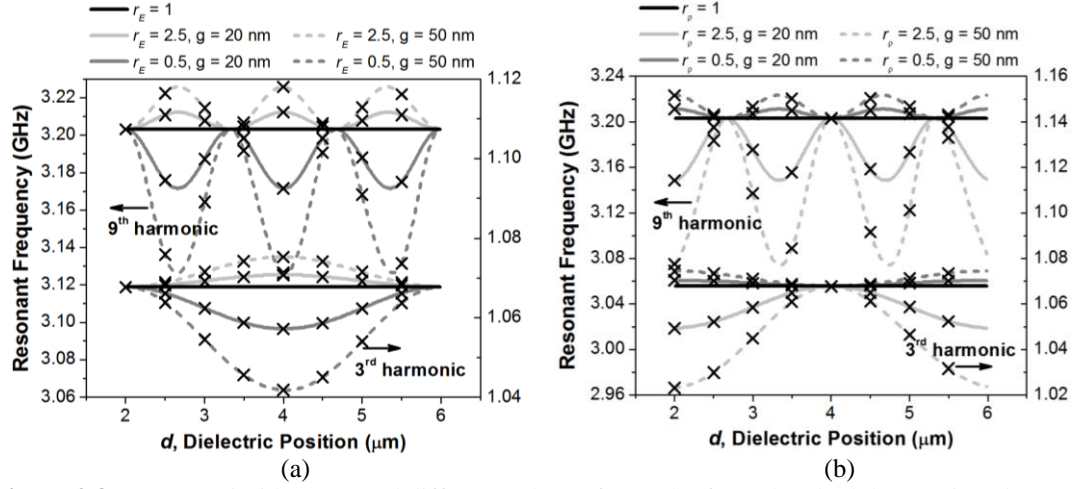 r_E = 1
r_E = 2.5, g = 20 nm
r_E = 2.5, g = 50 nm
r_E = 0.5, g = 20 nm
r_E = 0.5, g = 50 nm
Resonant Frequency (GHz)
3.22
3.20
3.18
3.16
3.14
3.12
3.10
3.08
3.06
1.12
1.10
1.08
1.06
1.04
9th harmonic
3rd harmonic
2
3
4
5
6
d, Dielectric Position (μm)
(a)
r_ρ = 1
r_ρ = 2.5, g = 20 nm
r_ρ = 2.5, g = 50 nm
r_ρ = 0.5, g = 20 nm
r_ρ = 0.5, g = 50 nm
Resonant Frequency (GHz)
3.24
3.20
3.16
3.12
3.08
3.04
3.00
2.96
1.16
1.14
1.12
1.10
1.08
1.06
1.04
1.02
9th harmonic
3rd harmonic
2
3
4
5
6
d, Dielectric Position (μm)
(b)